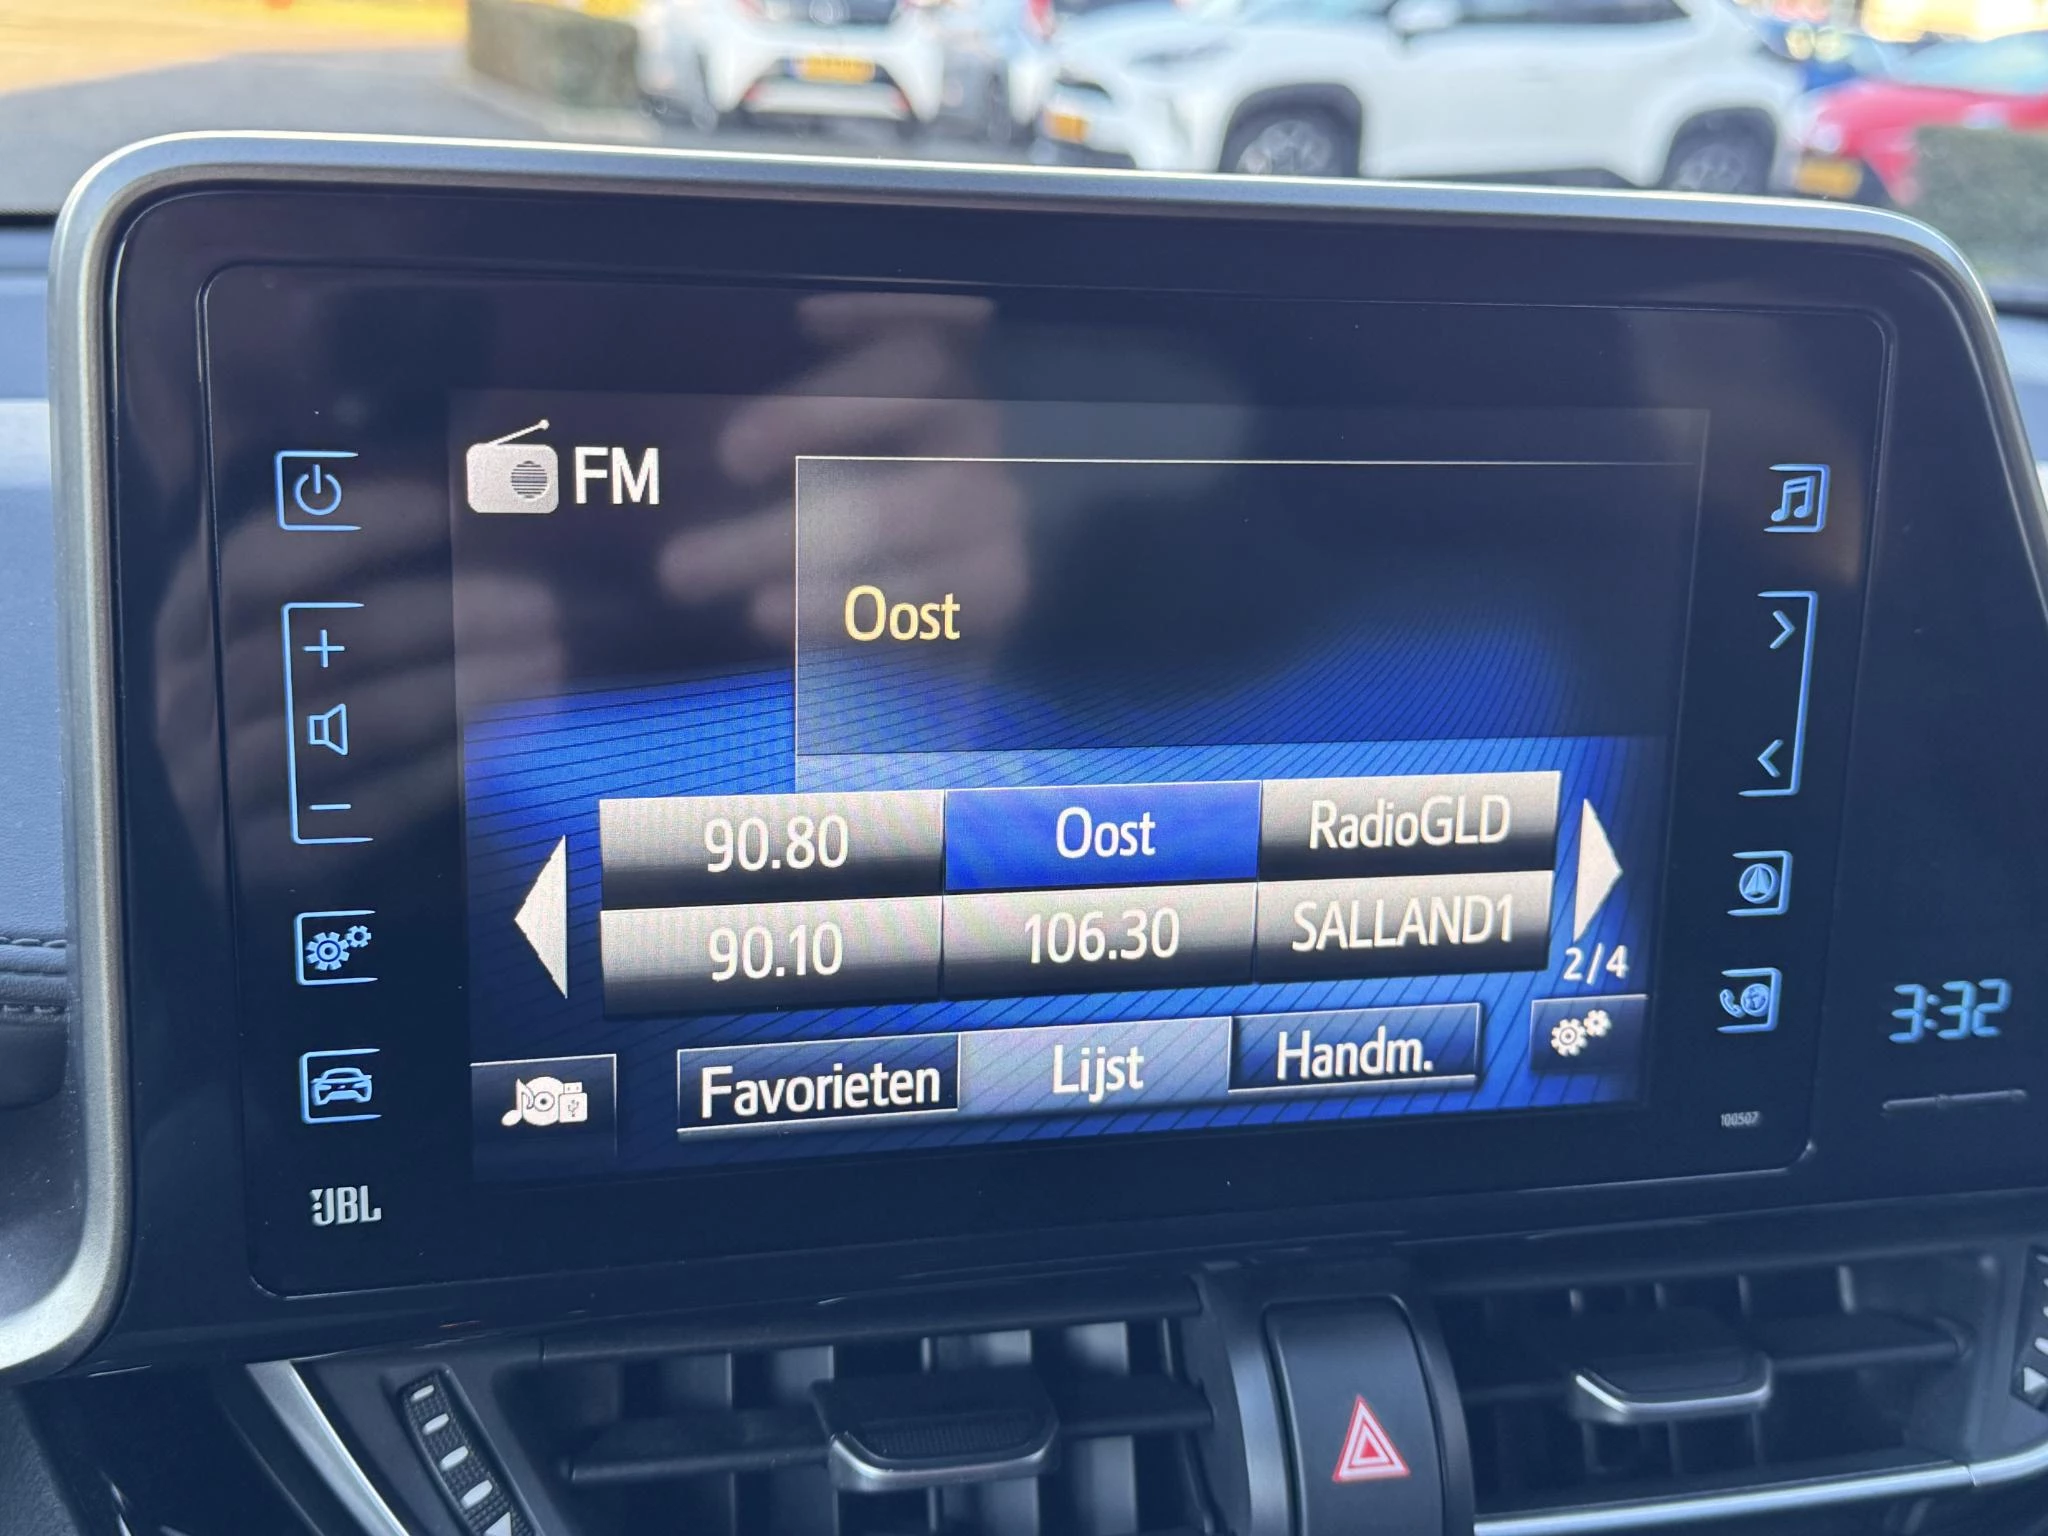 FM
Oost
90.80 Oost RadioGLD
90.10 106.30 SALLAND1
2/4
Favorieten Lijst Handm.
3:32
100507
JBL